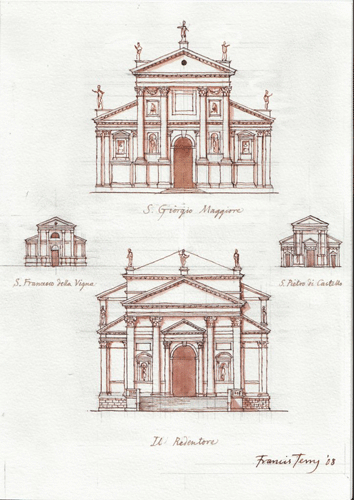 S. Giorgio Maggiore
S. Francesco della Vigna
S. Pietro di Castello
Il Redentore
Francis Terry '08